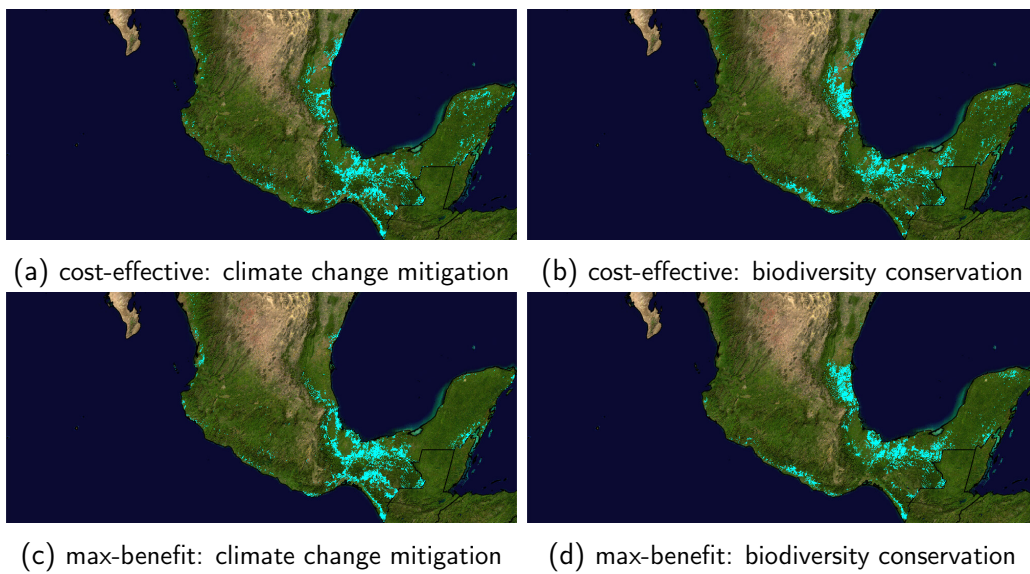 (a) cost-effective: climate change mitigation
(b) cost-effective: biodiversity conservation
(c) max-benefit: climate change mitigation
(d) max-benefit: biodiversity conservation